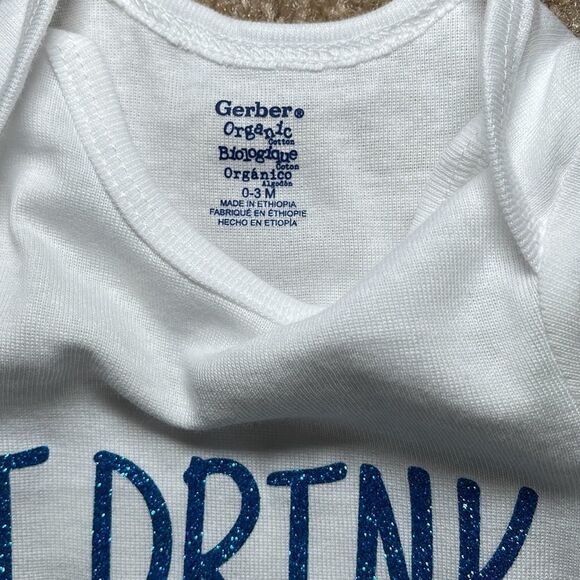 Gerber®
Organic
Cotton
Biologique
Coton
Orgánico
Algodón
0-3 M
MADE IN ETHIOPIA
FABRIQUÉ EN ÉTHIOPIE
HECHO EN ETIOPÍA
I DRINK